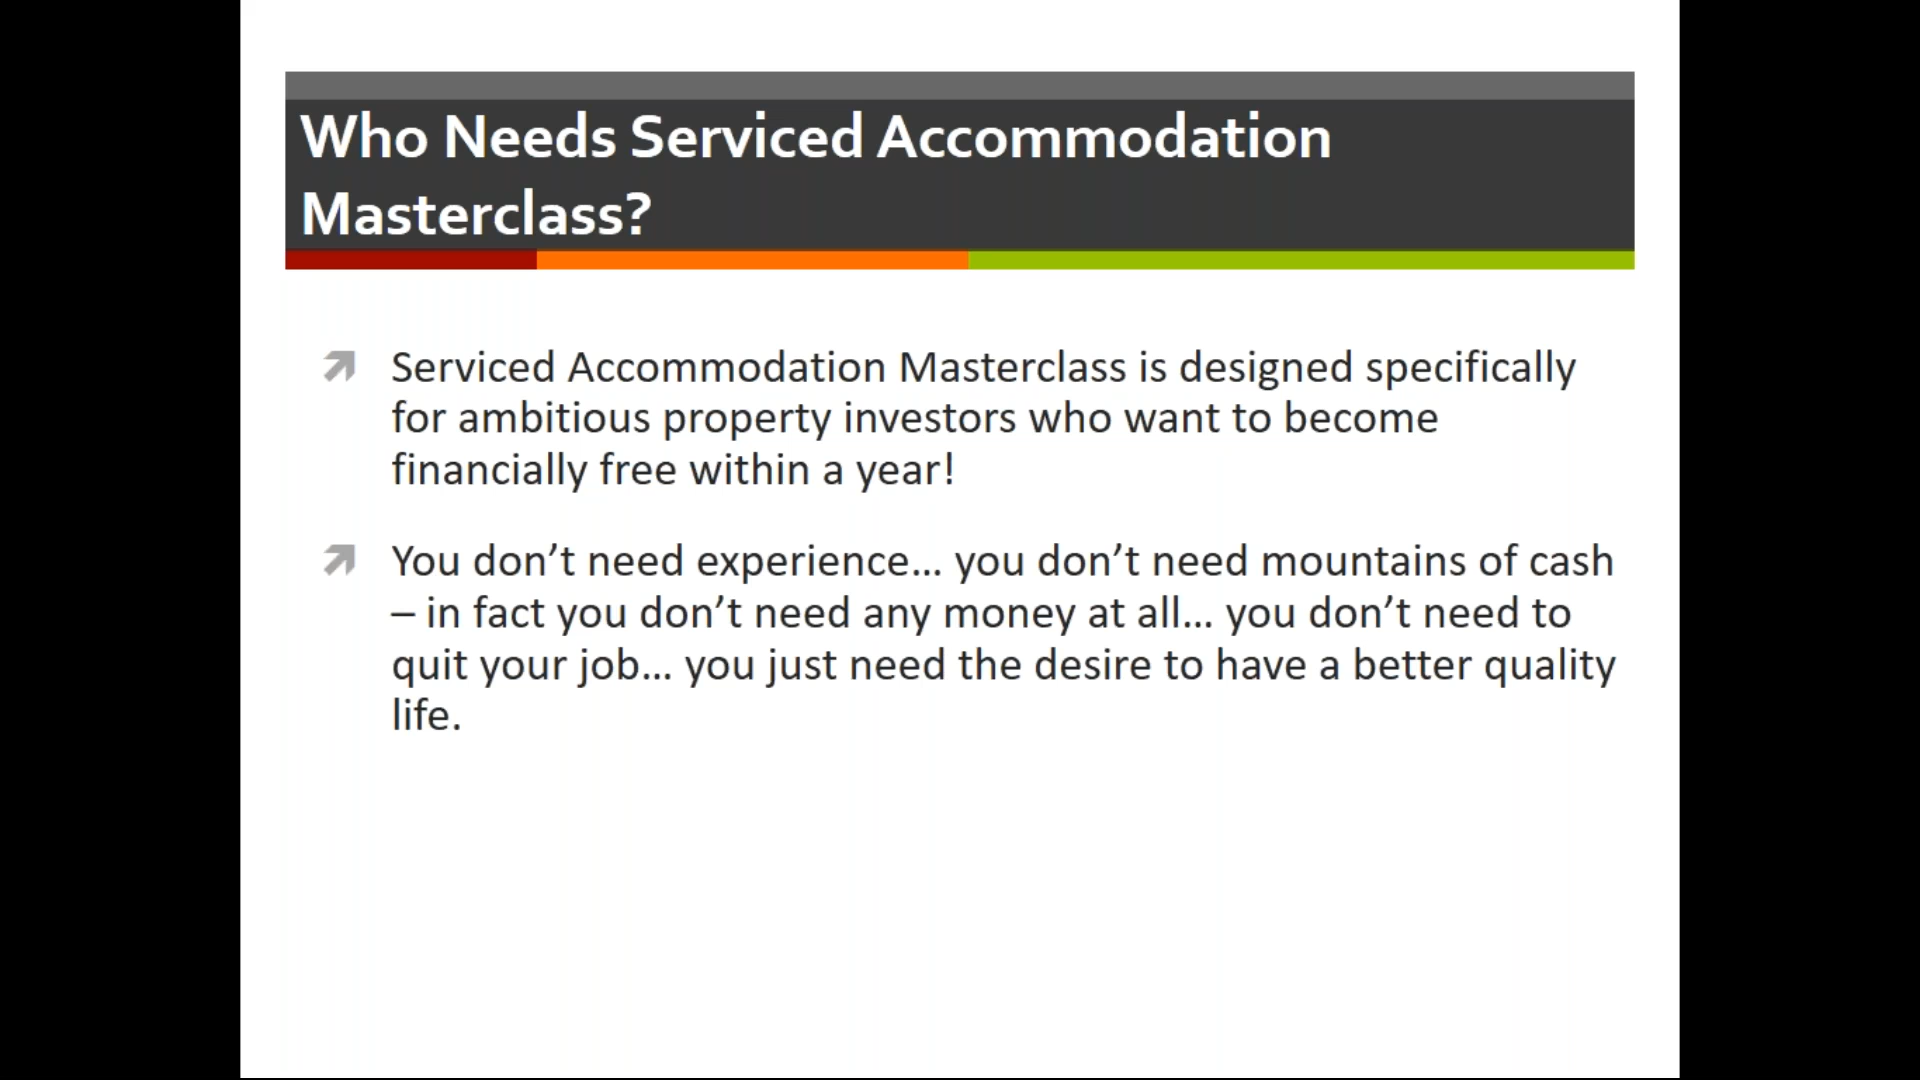 Who Needs Serviced Accommodation
Masterclass?
Serviced Accommodation Masterclass is designed specifically
for ambitious property investors who want to become
financially free within a year!
You don’t need experience… you don’t need mountains of cash
– in fact you don’t need any money at all… you don’t need to
quit your job… you just need the desire to have a better quality
life.